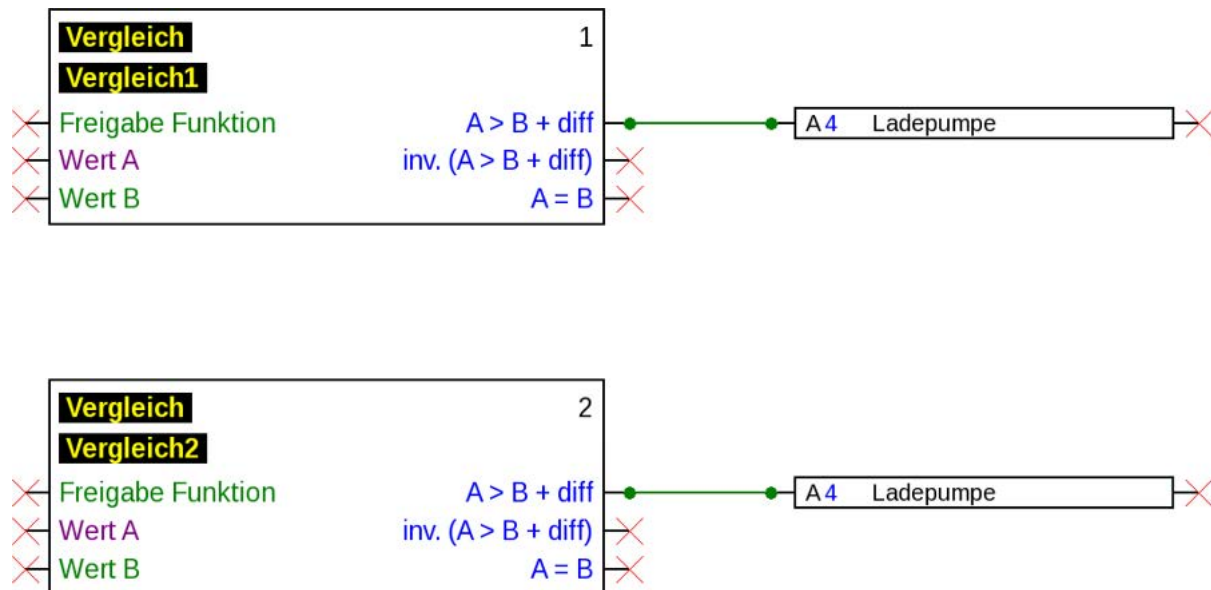 Vergleich 1
Vergleich1
Freigabe Funktion A > B + diff A 4 Ladepumpe
Wert A inv. (A > B + diff)
Wert B A = B
Vergleich 2
Vergleich2
Freigabe Funktion A > B + diff A 4 Ladepumpe
Wert A inv. (A > B + diff)
Wert B A = B